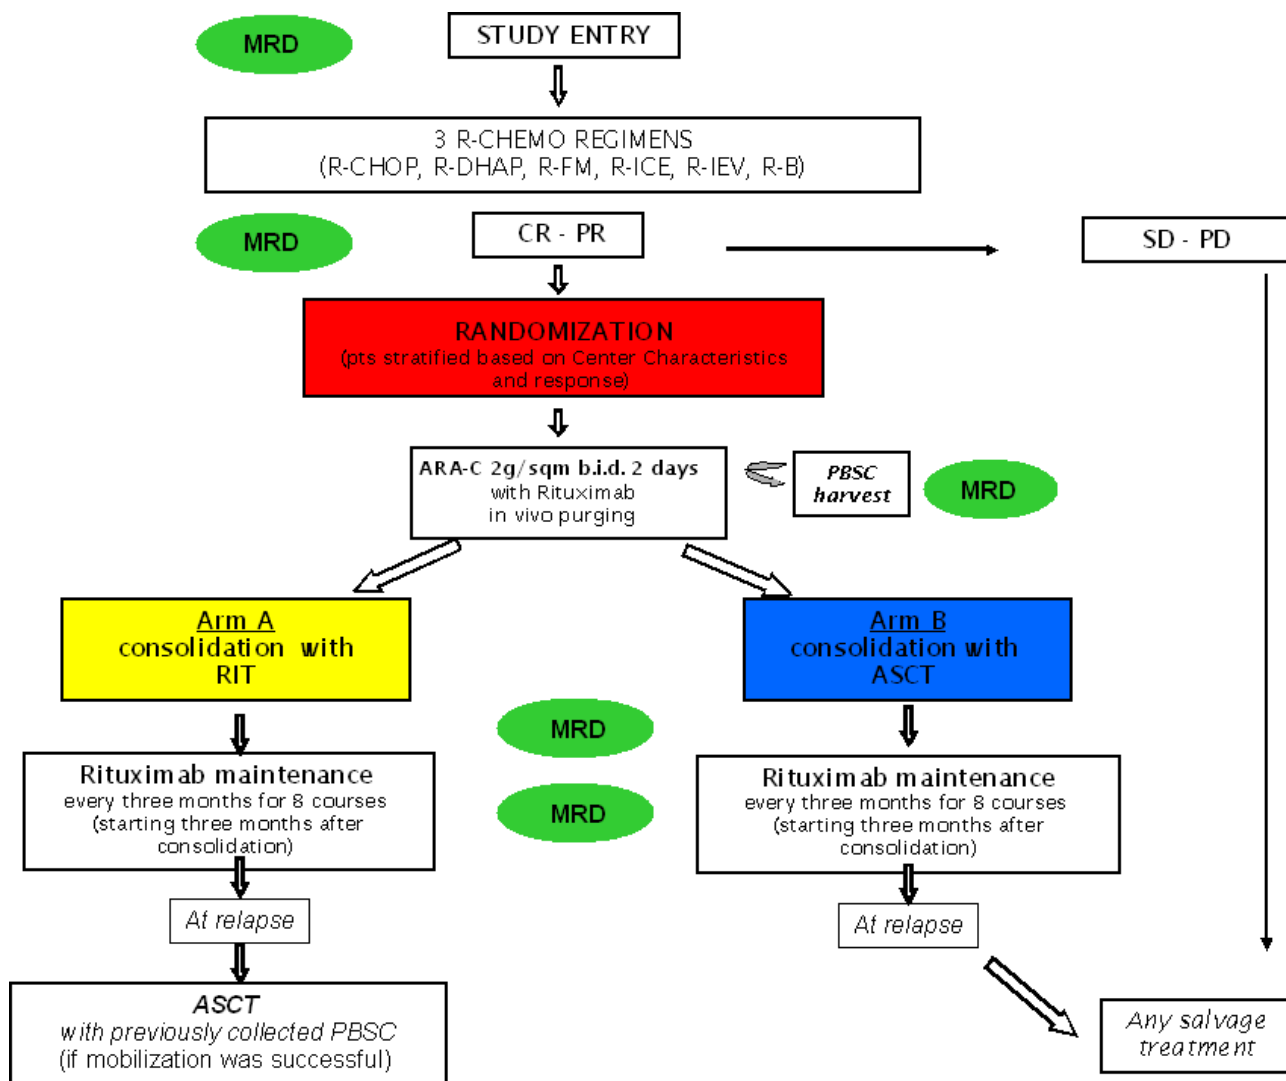 MRD
STUDY ENTRY
3 R-CHEMO REGIMENS
(R-CHOP, R-DHAP, R-FM, R-ICE, R-IEV, R-B)
MRD
CR - PR
SD - PD
RANDOMIZATION
(pts stratified based on Center Characteristics
and response)
ARA-C 2g/sqm b.i.d. 2 days
with Rituximab
in vivo purging
PBSC
harvest
MRD
Arm A
consolidation with
RIT
Arm B
consolidation with
ASCT
MRD
Rituximab maintenance
every three months for 8 courses
(starting three months after
consolidation)
MRD
Rituximab maintenance
every three months for 8 courses
(starting three months after
consolidation)
At relapse
At relapse
ASCT
with previously collected PBSC
(if mobilization was successful)
Any salvage
treatment